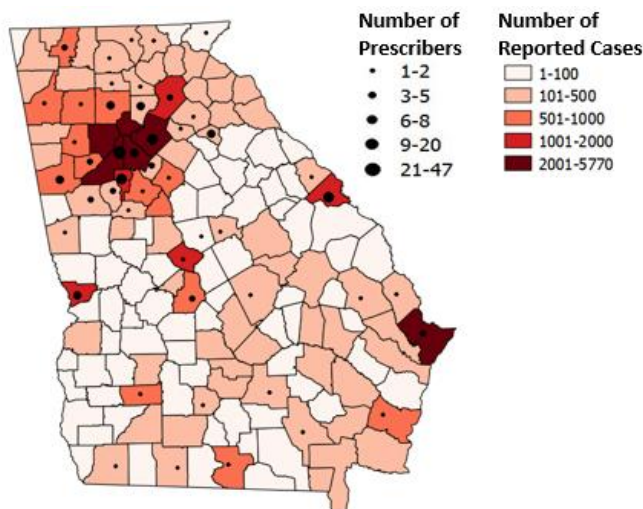 Number of
Prescribers
1-2
3-5
6-8
9-20
21-47
Number of
Reported Cases
1-100
101-500
501-1000
1001-2000
2001-5770